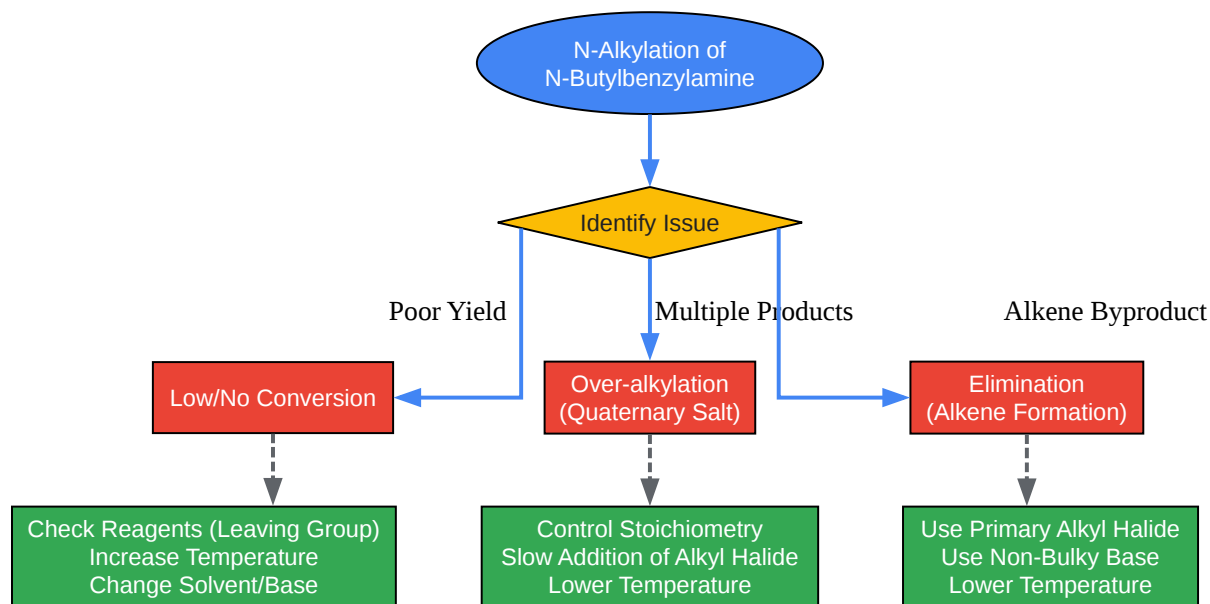 N-Alkylation of
N-Butylbenzylamine
Identify Issue
Poor Yield
Multiple Products
Alkene Byproduct
Low/No Conversion
Over-alkylation
(Quaternary Salt)
Elimination
(Alkene Formation)
Check Reagents (Leaving Group)
Increase Temperature
Change Solvent/Base
Control Stoichiometry
Slow Addition of Alkyl Halide
Lower Temperature
Use Primary Alkyl Halide
Use Non-Bulky Base
Lower Temperature